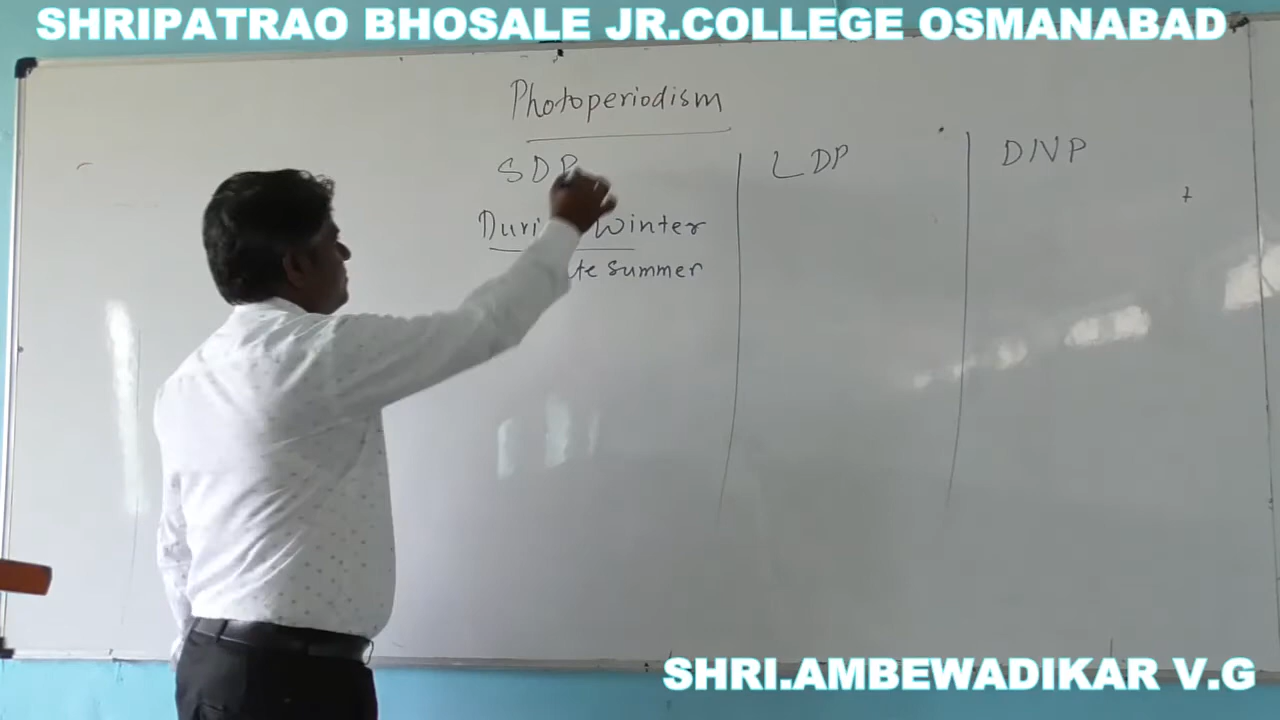 SHRIPATRAO BHOSALE JR.COLLEGE OSMANABAD
Photoperiodism
SDP LDP DNP
Winter
summer
SHRI.AMBEWADIKAR V.G